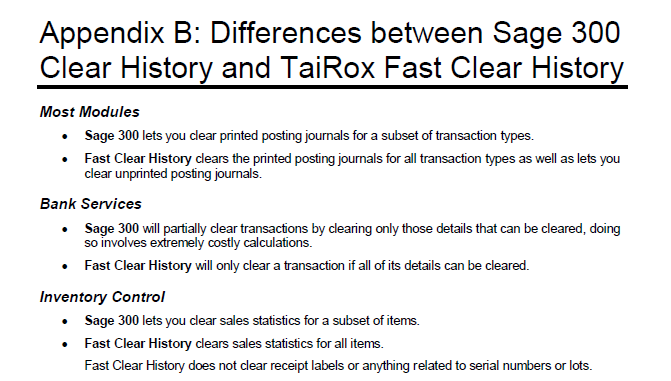 Appendix B: Differences between Sage 300
Clear History and TaiRox Fast Clear History
Most Modules
• Sage 300 lets you clear printed posting journals for a subset of transaction types.
• Fast Clear History clears the printed posting journals for all transaction types as well as lets you
clear unprinted posting journals.
Bank Services
• Sage 300 will partially clear transactions by clearing only those details that can be cleared, doing
so involves extremely costly calculations.
• Fast Clear History will only clear a transaction if all of its details can be cleared.
Inventory Control
• Sage 300 lets you clear sales statistics for a subset of items.
• Fast Clear History clears sales statistics for all items.
Fast Clear History does not clear receipt labels or anything related to serial numbers or lots.